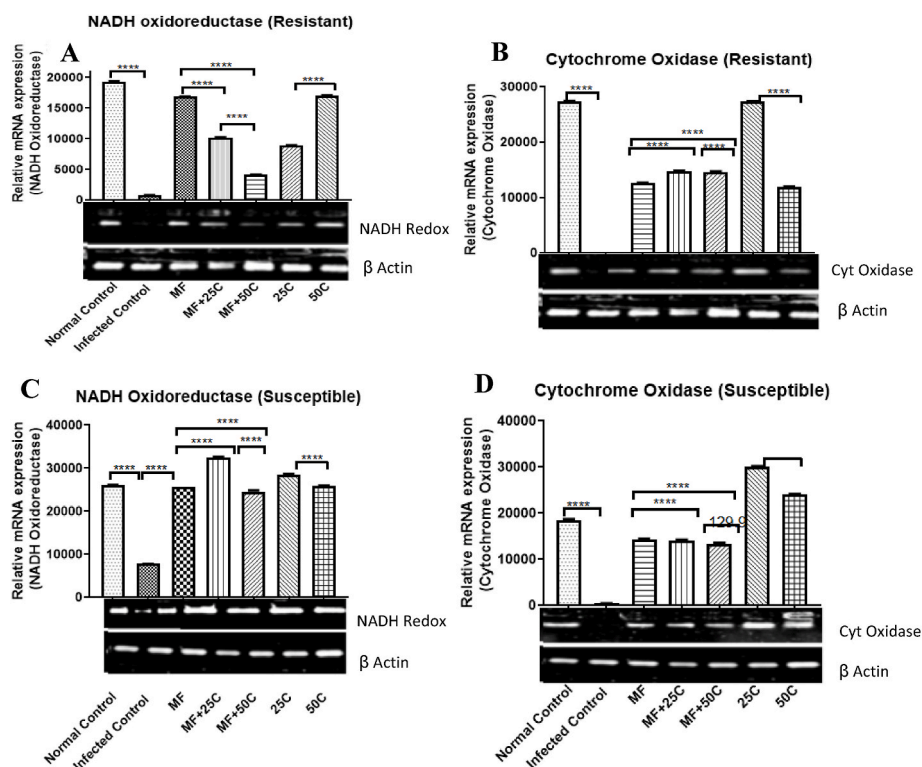 NADH oxidoreductase (Resistant)
A
Relative mRNA expression
(NADH Oxidoreductase)
20000
15000
10000
5000
0
****
****
****
****
****
NADH Redox
β Actin
Normal Control
Infected Control
MF
MF+25C
MF+50C
25C
50C
B
Cytochrome Oxidase (Resistant)
Relative mRNA expression
(Cytochrome Oxidase)
30000
20000
10000
0
****
****
****
****
****
Cyt Oxidase
β Actin
C
NADH Oxidoreductase (Susceptible)
Relative mRNA expression
(NADH Oxidoreductase)
40000
30000
20000
10000
0
****
****
****
****
****
****
NADH Redox
β Actin
Normal Control
Infected Control
MF
MF+25C
MF+50C
25C
50C
D
Cytochrome Oxidase (Susceptible)
Relative mRNA expression
(Cytochrome Oxidase)
40000
30000
20000
10000
0
****
****
****
Cyt Oxidase
β Actin
Normal Control
Infected Control
MF
MF+25C
MF+50C
25C
50C